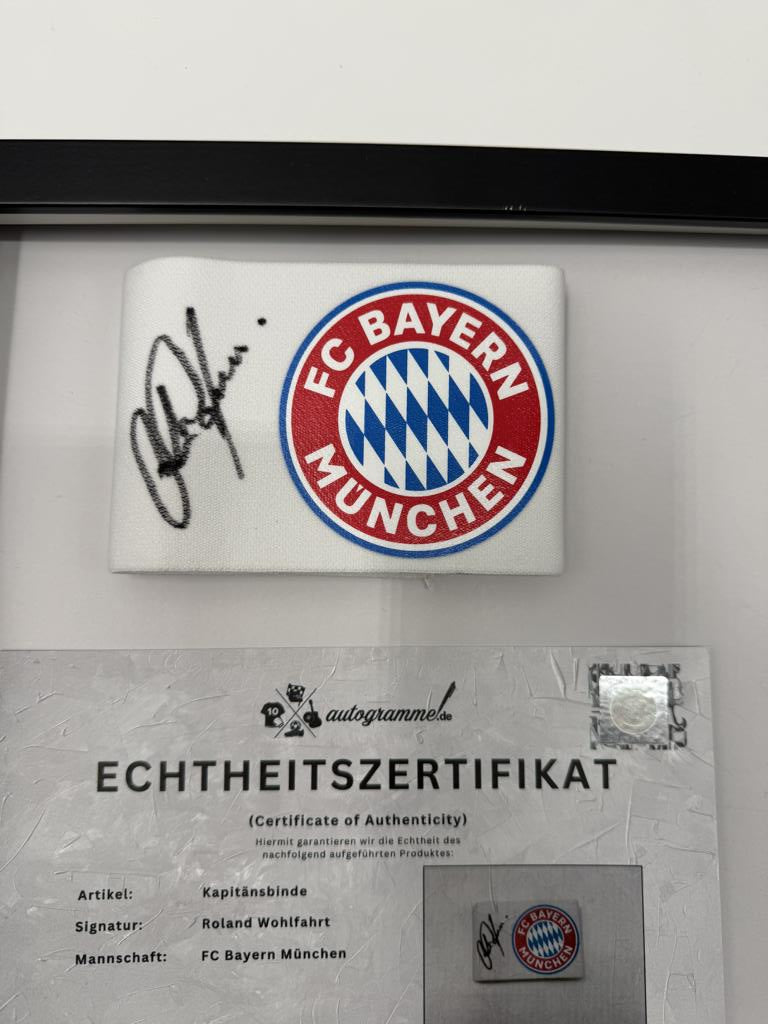 FC BAYERN
MÜNCHEN
10
autogramme.de
ECHTHEITSZERTIFIKAT
(Certificate of Authenticity)
Hiermit garantieren wir die Echtheit des
nachfolgend aufgeführten Produktes:
Artikel: Kapitänsbinde
Signatur: Roland Wohlfahrt
Mannschaft: FC Bayern München
FC BAYERN
MÜNCHEN